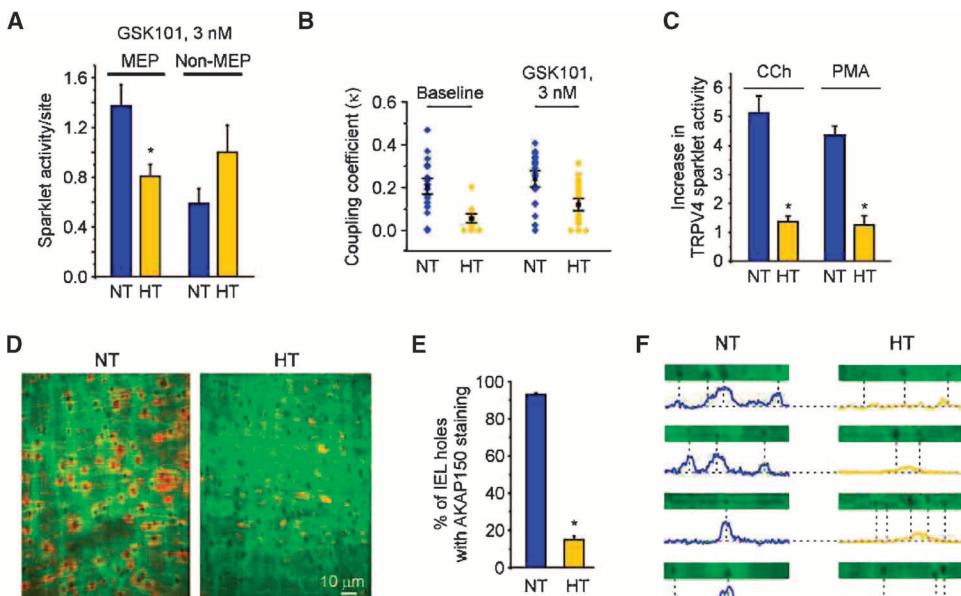 A
GSK101, 3 nM
MEP Non-MEP
Sparklet activity/site
1.6
1.2
0.8
0.4
0.0
*
NT HT NT HT
B
Baseline
GSK101,
3 nM
Coupling coefficient (κ)
0.6
0.4
0.2
0.0
NT HT NT HT
C
CCh PMA
Increase in
TRPV4 sparklet activity
6
5
4
3
2
1
0
* *
NT HT NT HT
D
NT HT
10 μm
E
% of IEL holes
with AKAP150 staining
100
80
60
40
20
0
*
NT HT
F
NT HT